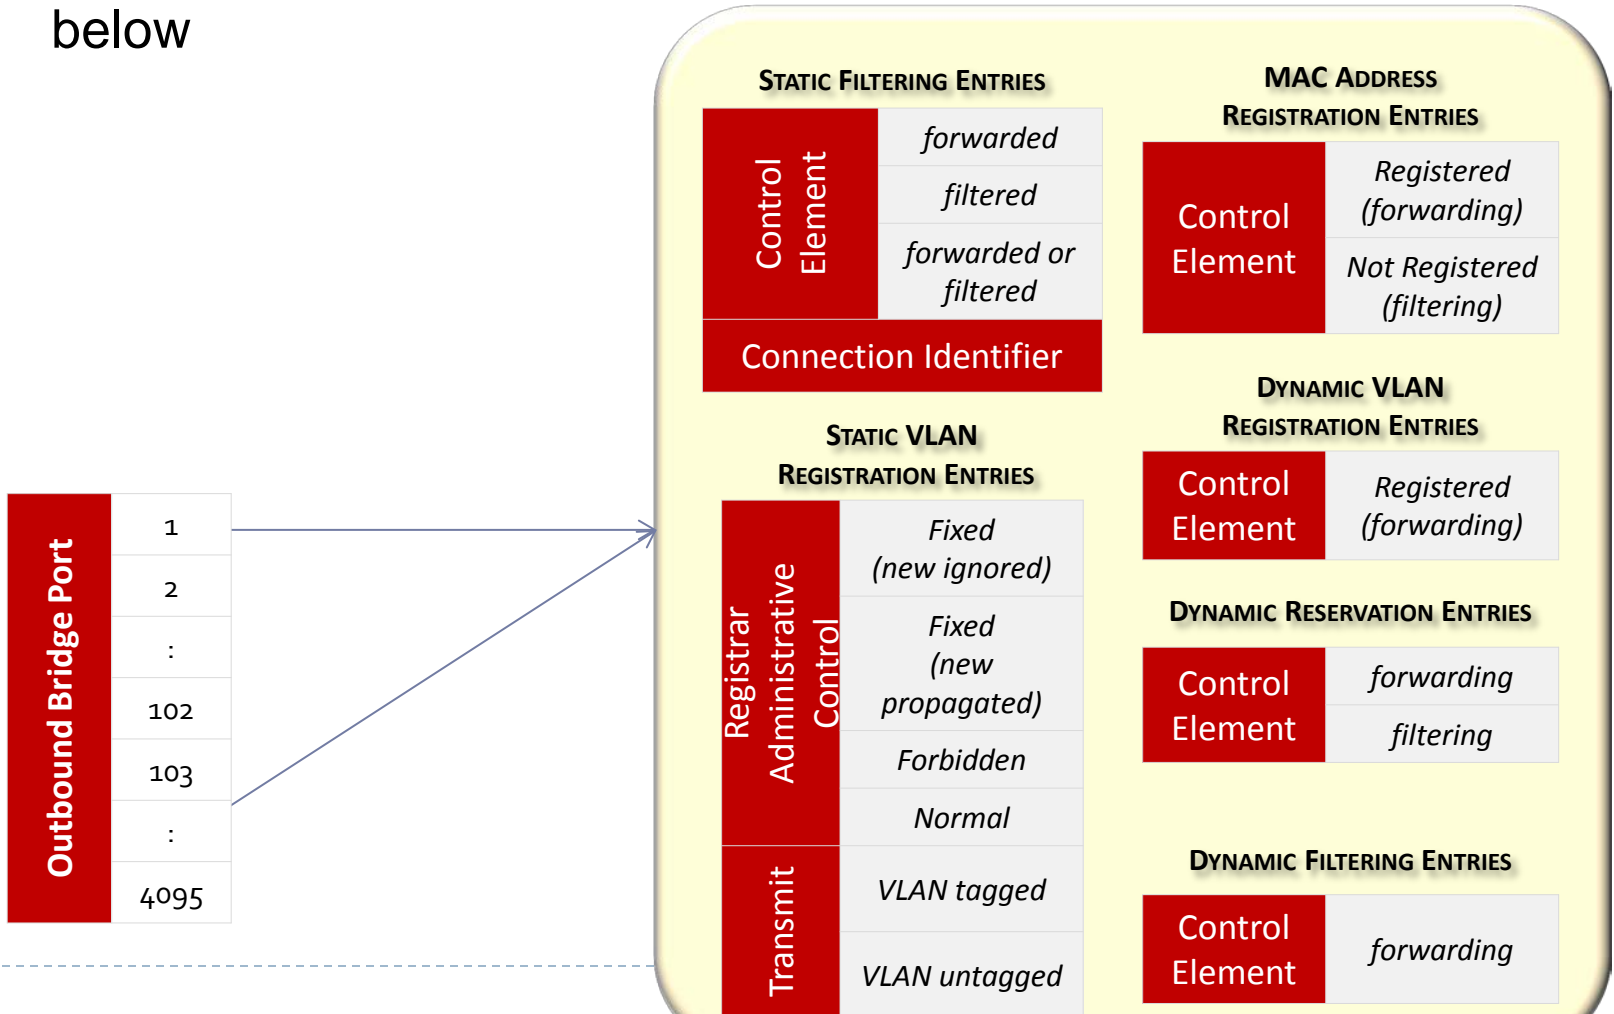 below
Outbound Bridge Port
1
2
:
102
103
:
4095
STATIC FILTERING ENTRIES
Control
Element
forwarded
filtered
forwarded or
filtered
Connection Identifier
STATIC VLAN
REGISTRATION ENTRIES
Registrar
Administrative
Control
Fixed
(new ignored)
Fixed
(new
propagated)
Forbidden
Normal
Transmit
VLAN tagged
VLAN untagged
MAC ADDRESS
REGISTRATION ENTRIES
Control
Element
Registered
(forwarding)
Not Registered
(filtering)
DYNAMIC VLAN
REGISTRATION ENTRIES
Control
Element
Registered
(forwarding)
DYNAMIC RESERVATION ENTRIES
Control
Element
forwarding
filtering
DYNAMIC FILTERING ENTRIES
Control
Element
forwarding